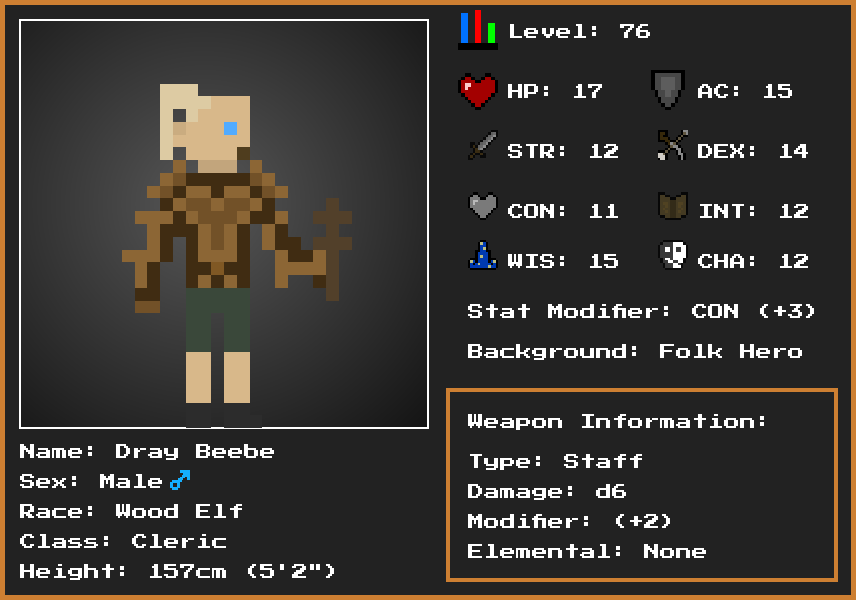 Level: 76
HP: 17 AC: 15
STR: 12 DEX: 14
CON: 11 INT: 12
WIS: 15 CHA: 12
Stat Modifier: CON (+3)
Background: Folk Hero
Weapon Information:
Type: Staff
Damage: d6
Modifier: (+2)
Elemental: None
Name: Dray Beebe
Sex: Male♂
Race: Wood Elf
Class: Cleric
Height: 157cm (5'2")